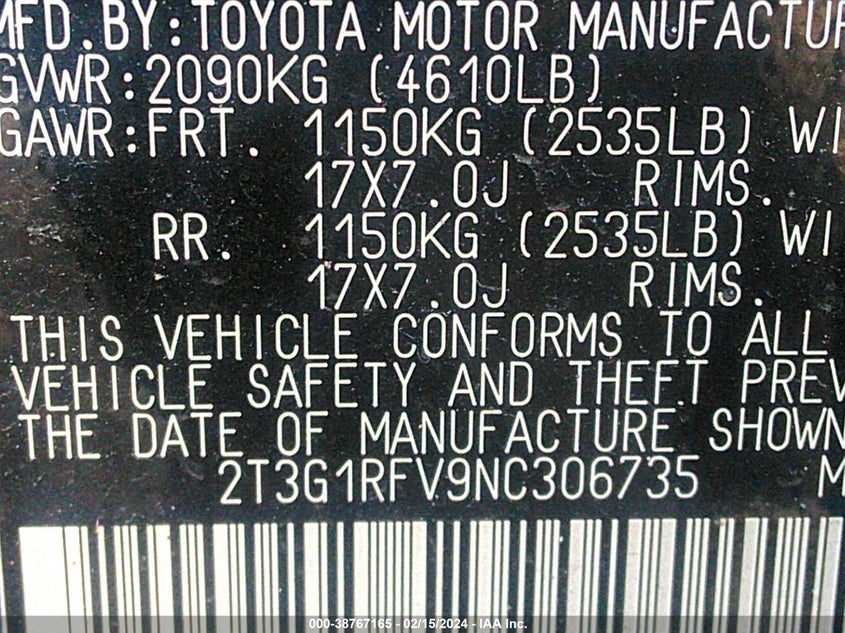 MFD.BY:TOYOTA MOTOR MANUFACTUR
GVWR:2090KG (4610LB)
GAWR:FRT. 1150KG (2535LB) WI
17X7.0J RIMS.
RR. 1150KG (2535LB) WI
17X7.0J RIMS.
THIS VEHICLE CONFORMS TO ALL
VEHICLE SAFETY AND THEFT PREV
THE DATE OF MANUFACTURE SHOWN
2T3G1RFV9NC306735 M
000-38767165 - 02/15/2024 - IAA Inc.